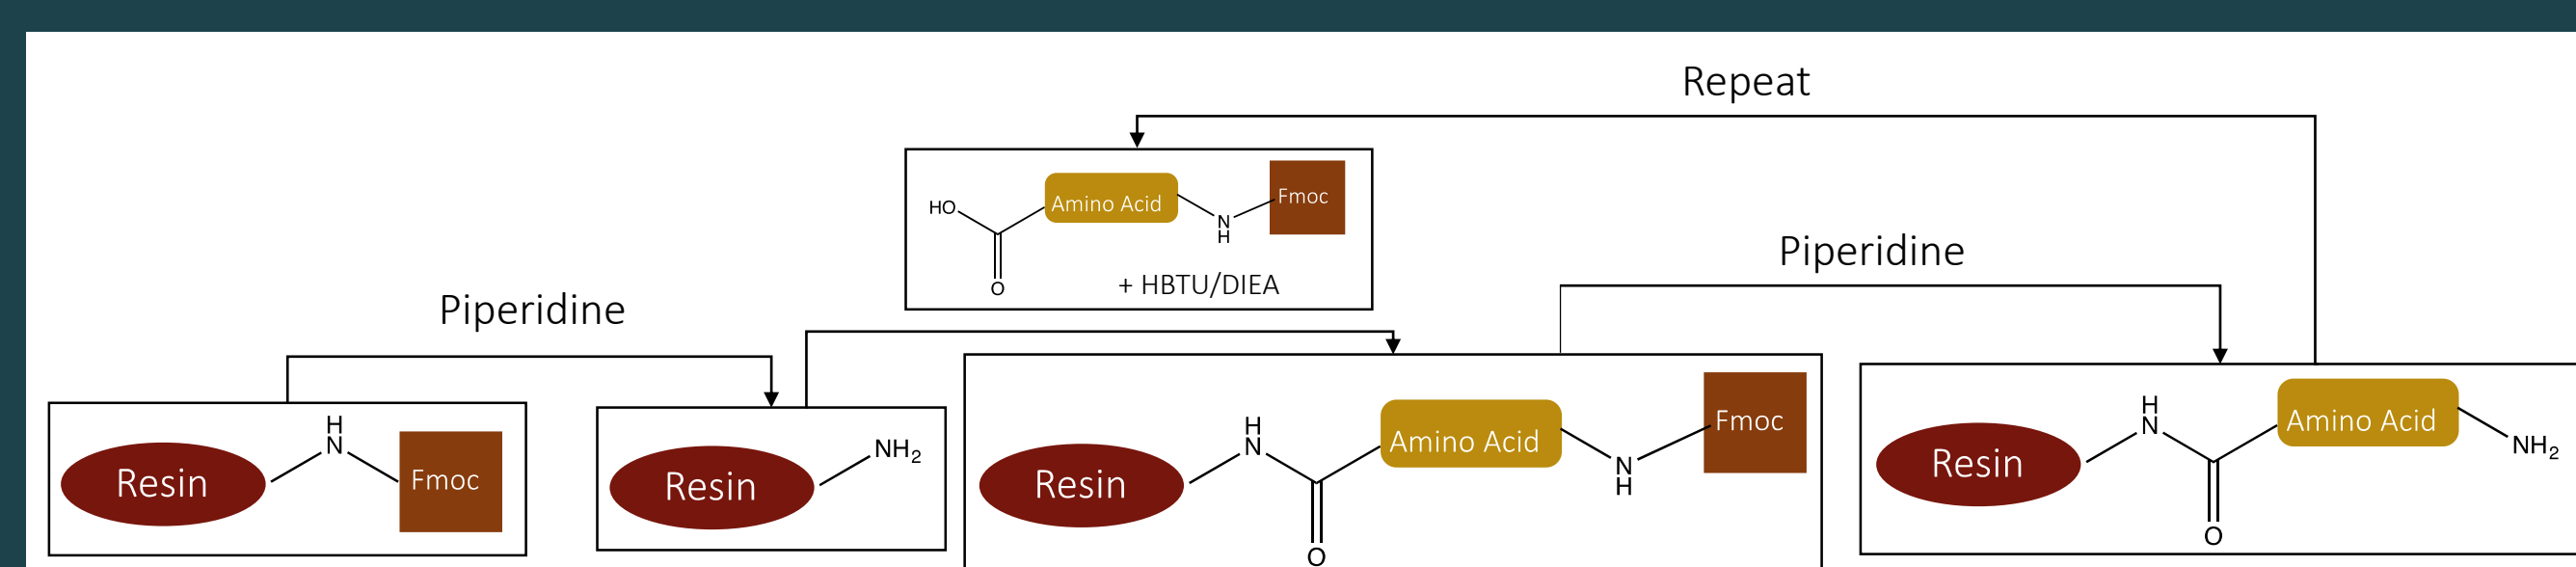 Repeat
HO
Amino Acid
N
H
Fmoc
O
+ HBTU/DIEA
Piperidine
Piperidine
Resin
H
N
Fmoc
Resin
NH2
Resin
H
N
O
Amino Acid
N
H
Fmoc
Resin
H
N
O
Amino Acid
NH2